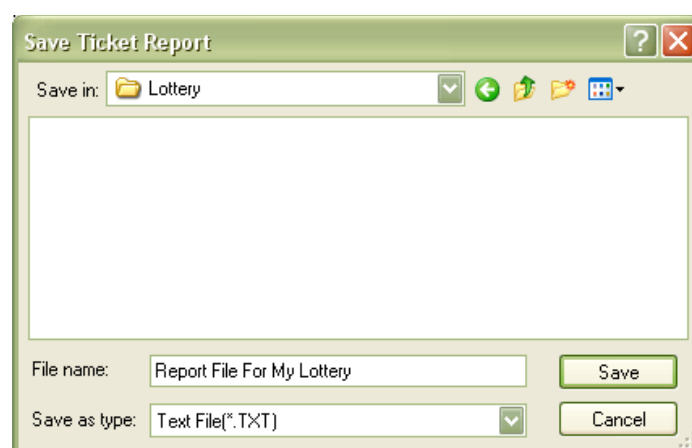 Save Ticket Report
Save in: Lottery
File name: Report File For My Lottery Save
Save as type: Text File(*.TXT) Cancel